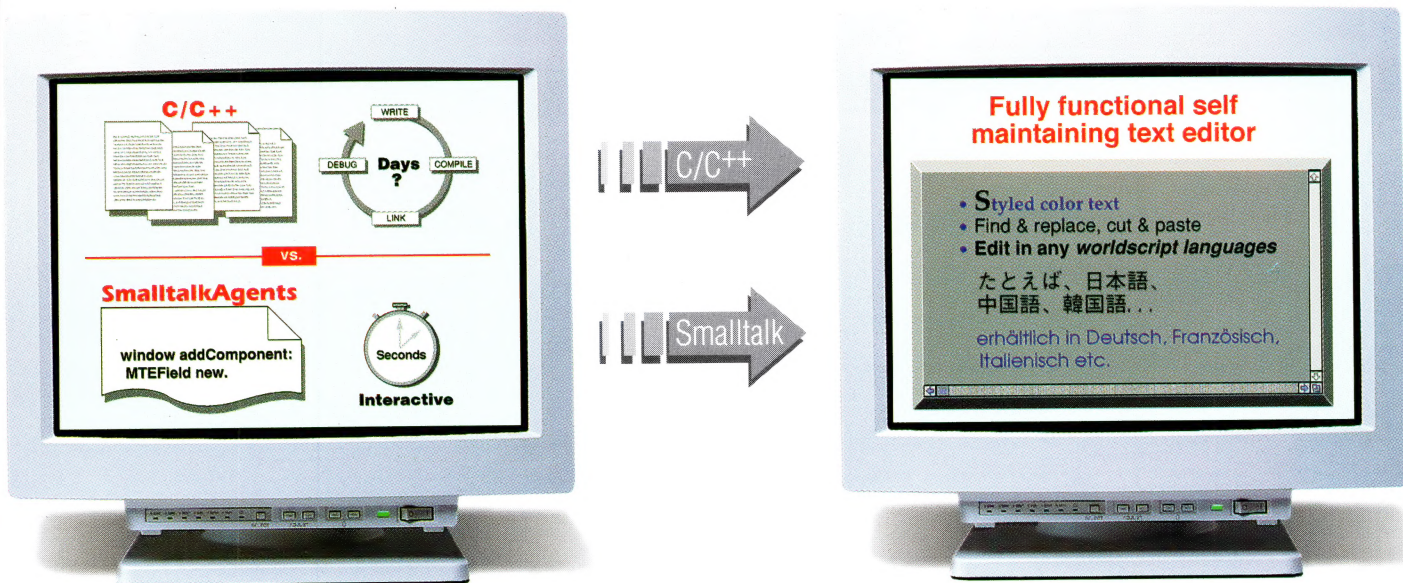 C/C++
WRITE
DEBUG
Days
?
COMPILE
LINK
VS.
SmalltalkAgents
window addComponent:
MTEField new.
Seconds
Interactive
C/C++
Smalltalk
Fully functional self
maintaining text editor
• Styled color text
• Find & replace, cut & paste
• Edit in any worldscript languages
たとえば、日本語、
中国語、韓国語...
erhältlich in Deutsch, Französisch,
Italienisch etc.